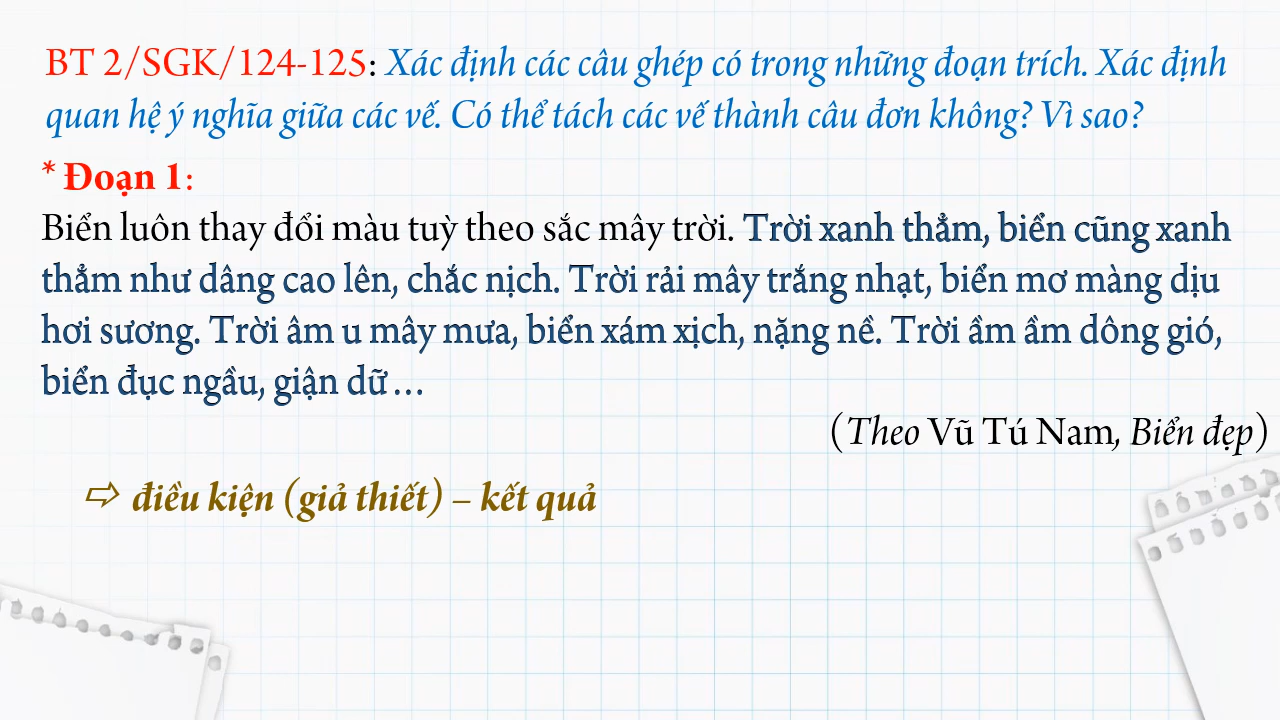 BT 2/SGK/124-125: Xác định các câu ghép có trong những đoạn trích. Xác định
quan hệ ý nghĩa giữa các vế. Có thể tách các vế thành câu đơn không? Vì sao?
* Đoạn 1:
Biển luôn thay đổi màu tuỳ theo sắc mây trời. Trời xanh thẳm, biển cũng xanh
thẳm như dâng cao lên, chắc nịch. Trời rải mây trắng nhạt, biển mơ màng dịu
hơi sương. Trời âm u mây mưa, biển xám xịch, nặng nề. Trời ầm ầm dông gió,
biển đục ngầu, giận dữ …
(Theo Vũ Tú Nam, Biển đẹp)
⇨ điều kiện (giả thiết) – kết quả